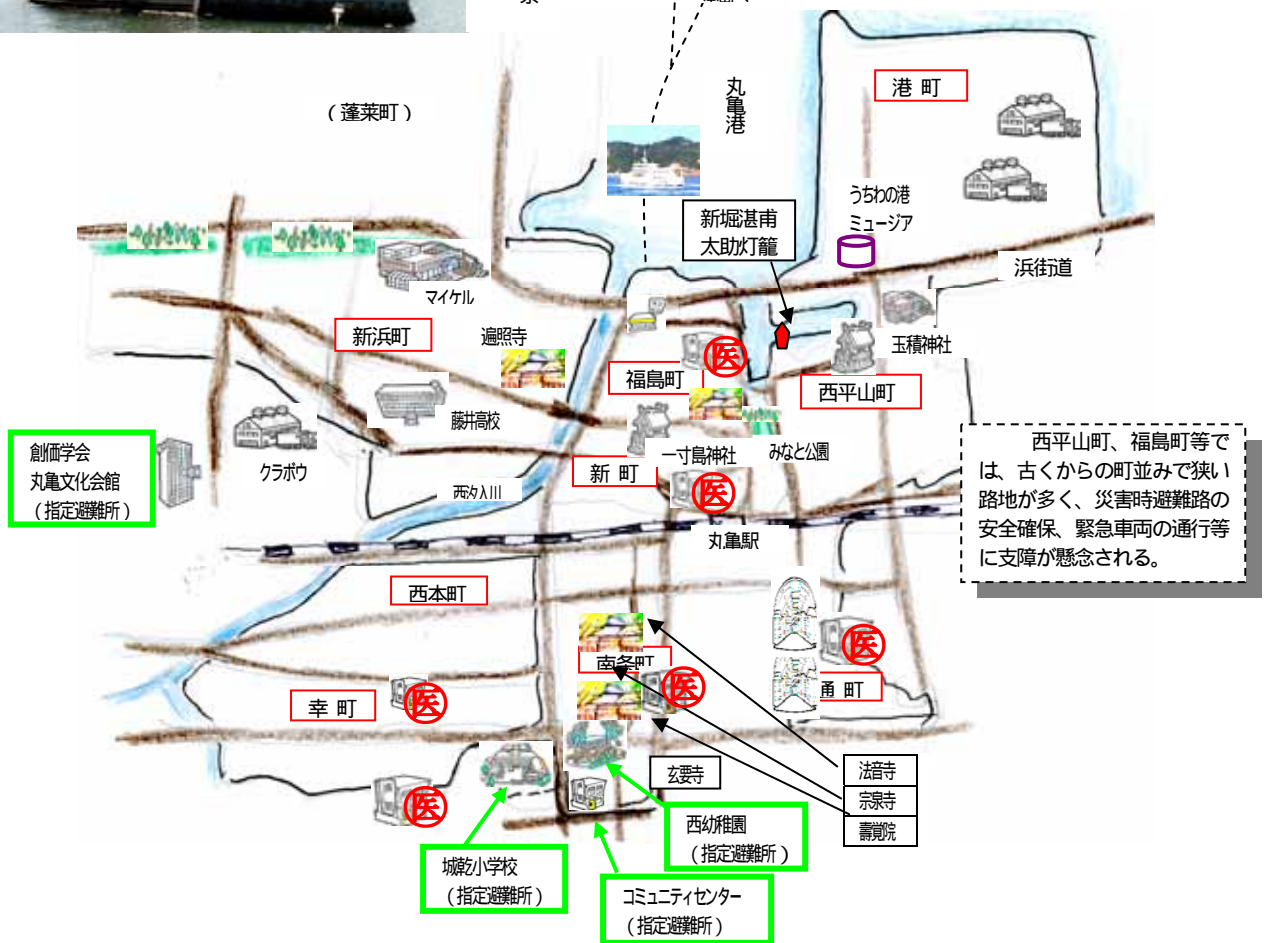 (蓬莱町)
丸亀港
港 町
うちわの港
ミュージア
新堀湛甫
太助灯籠
浜街道
マイケル
新浜町
遍照寺
医
玉積神社
福島町
西平山町
藤井高校
クラボウ
一寸島神社
みなと公園
新 町
医
西汐入川
丸亀駅
創価学会
丸亀文化会館
(指定避難所)
西平山町、福島町等で
は、古くからの町並みで狭い
路地が多く、災害時避難路の
安全確保、緊急車両の通行等
に支障が懸念される。
西本町
医
南条町
医
通 町
幸 町
医
医
玄要寺
法音寺
宗泉寺
壽覚院
西幼稚園
(指定避難所)
城乾小学校
(指定避難所)
コミュニティセンター
(指定避難所)